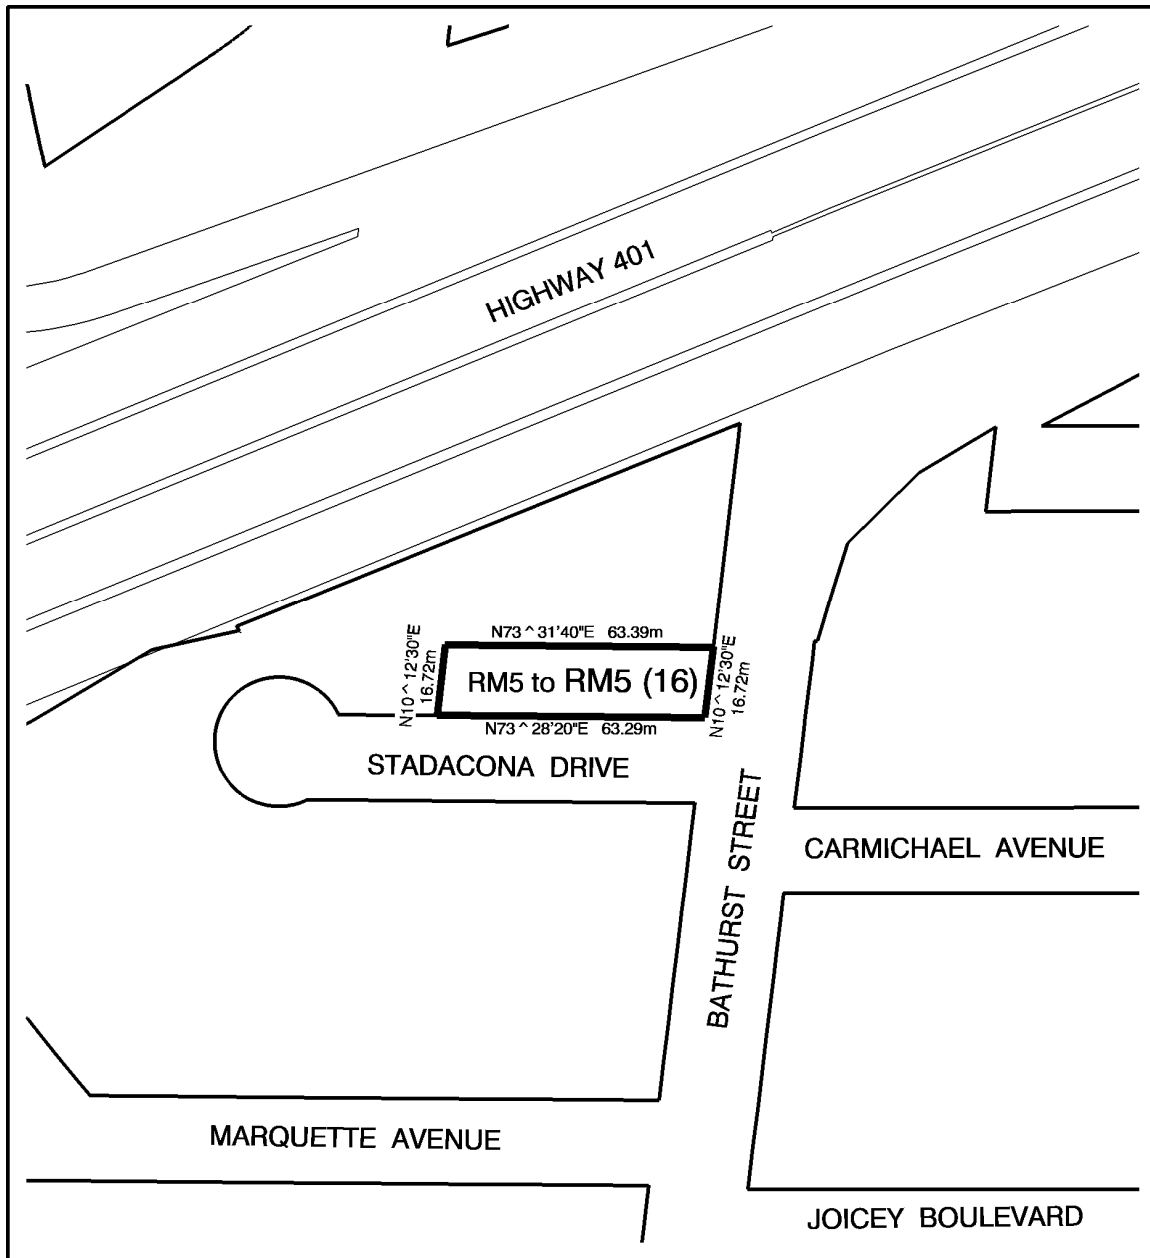 HIGHWAY 401
N73^31'40"E 63.39m
N10^12'30"E
16.72m
RM5 to RM5 (16)
N10^12'30"E
16.72m
N73^28'20"E 63.29m
STADACONA DRIVE
BATHURST STREET
CARMICHAEL AVENUE
MARQUETTE AVENUE
JOICEY BOULEVARD